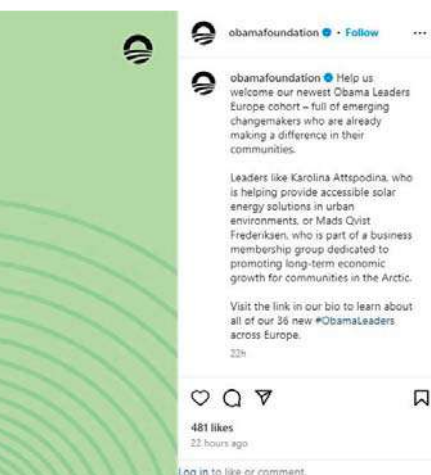 obamafoundation • Follow ...
obamafoundation Help us
welcome our newest Obama Leaders
Europe cohort – full of emerging
changemakers who are already
making a difference in their
communities.
Leaders like Karolina Attspodina, who
is helping provide accessible solar
energy solutions in urban
environments, or Mads Qvist
Frederiksen, who is part of a business
membership group dedicated to
promoting long-term economic
growth for communities in the Arctic.
Visit the link in our bio to learn about
all of our 36 new #ObamaLeaders
across Europe.
22h
481 likes
22 hours ago
Log in to like or comment.